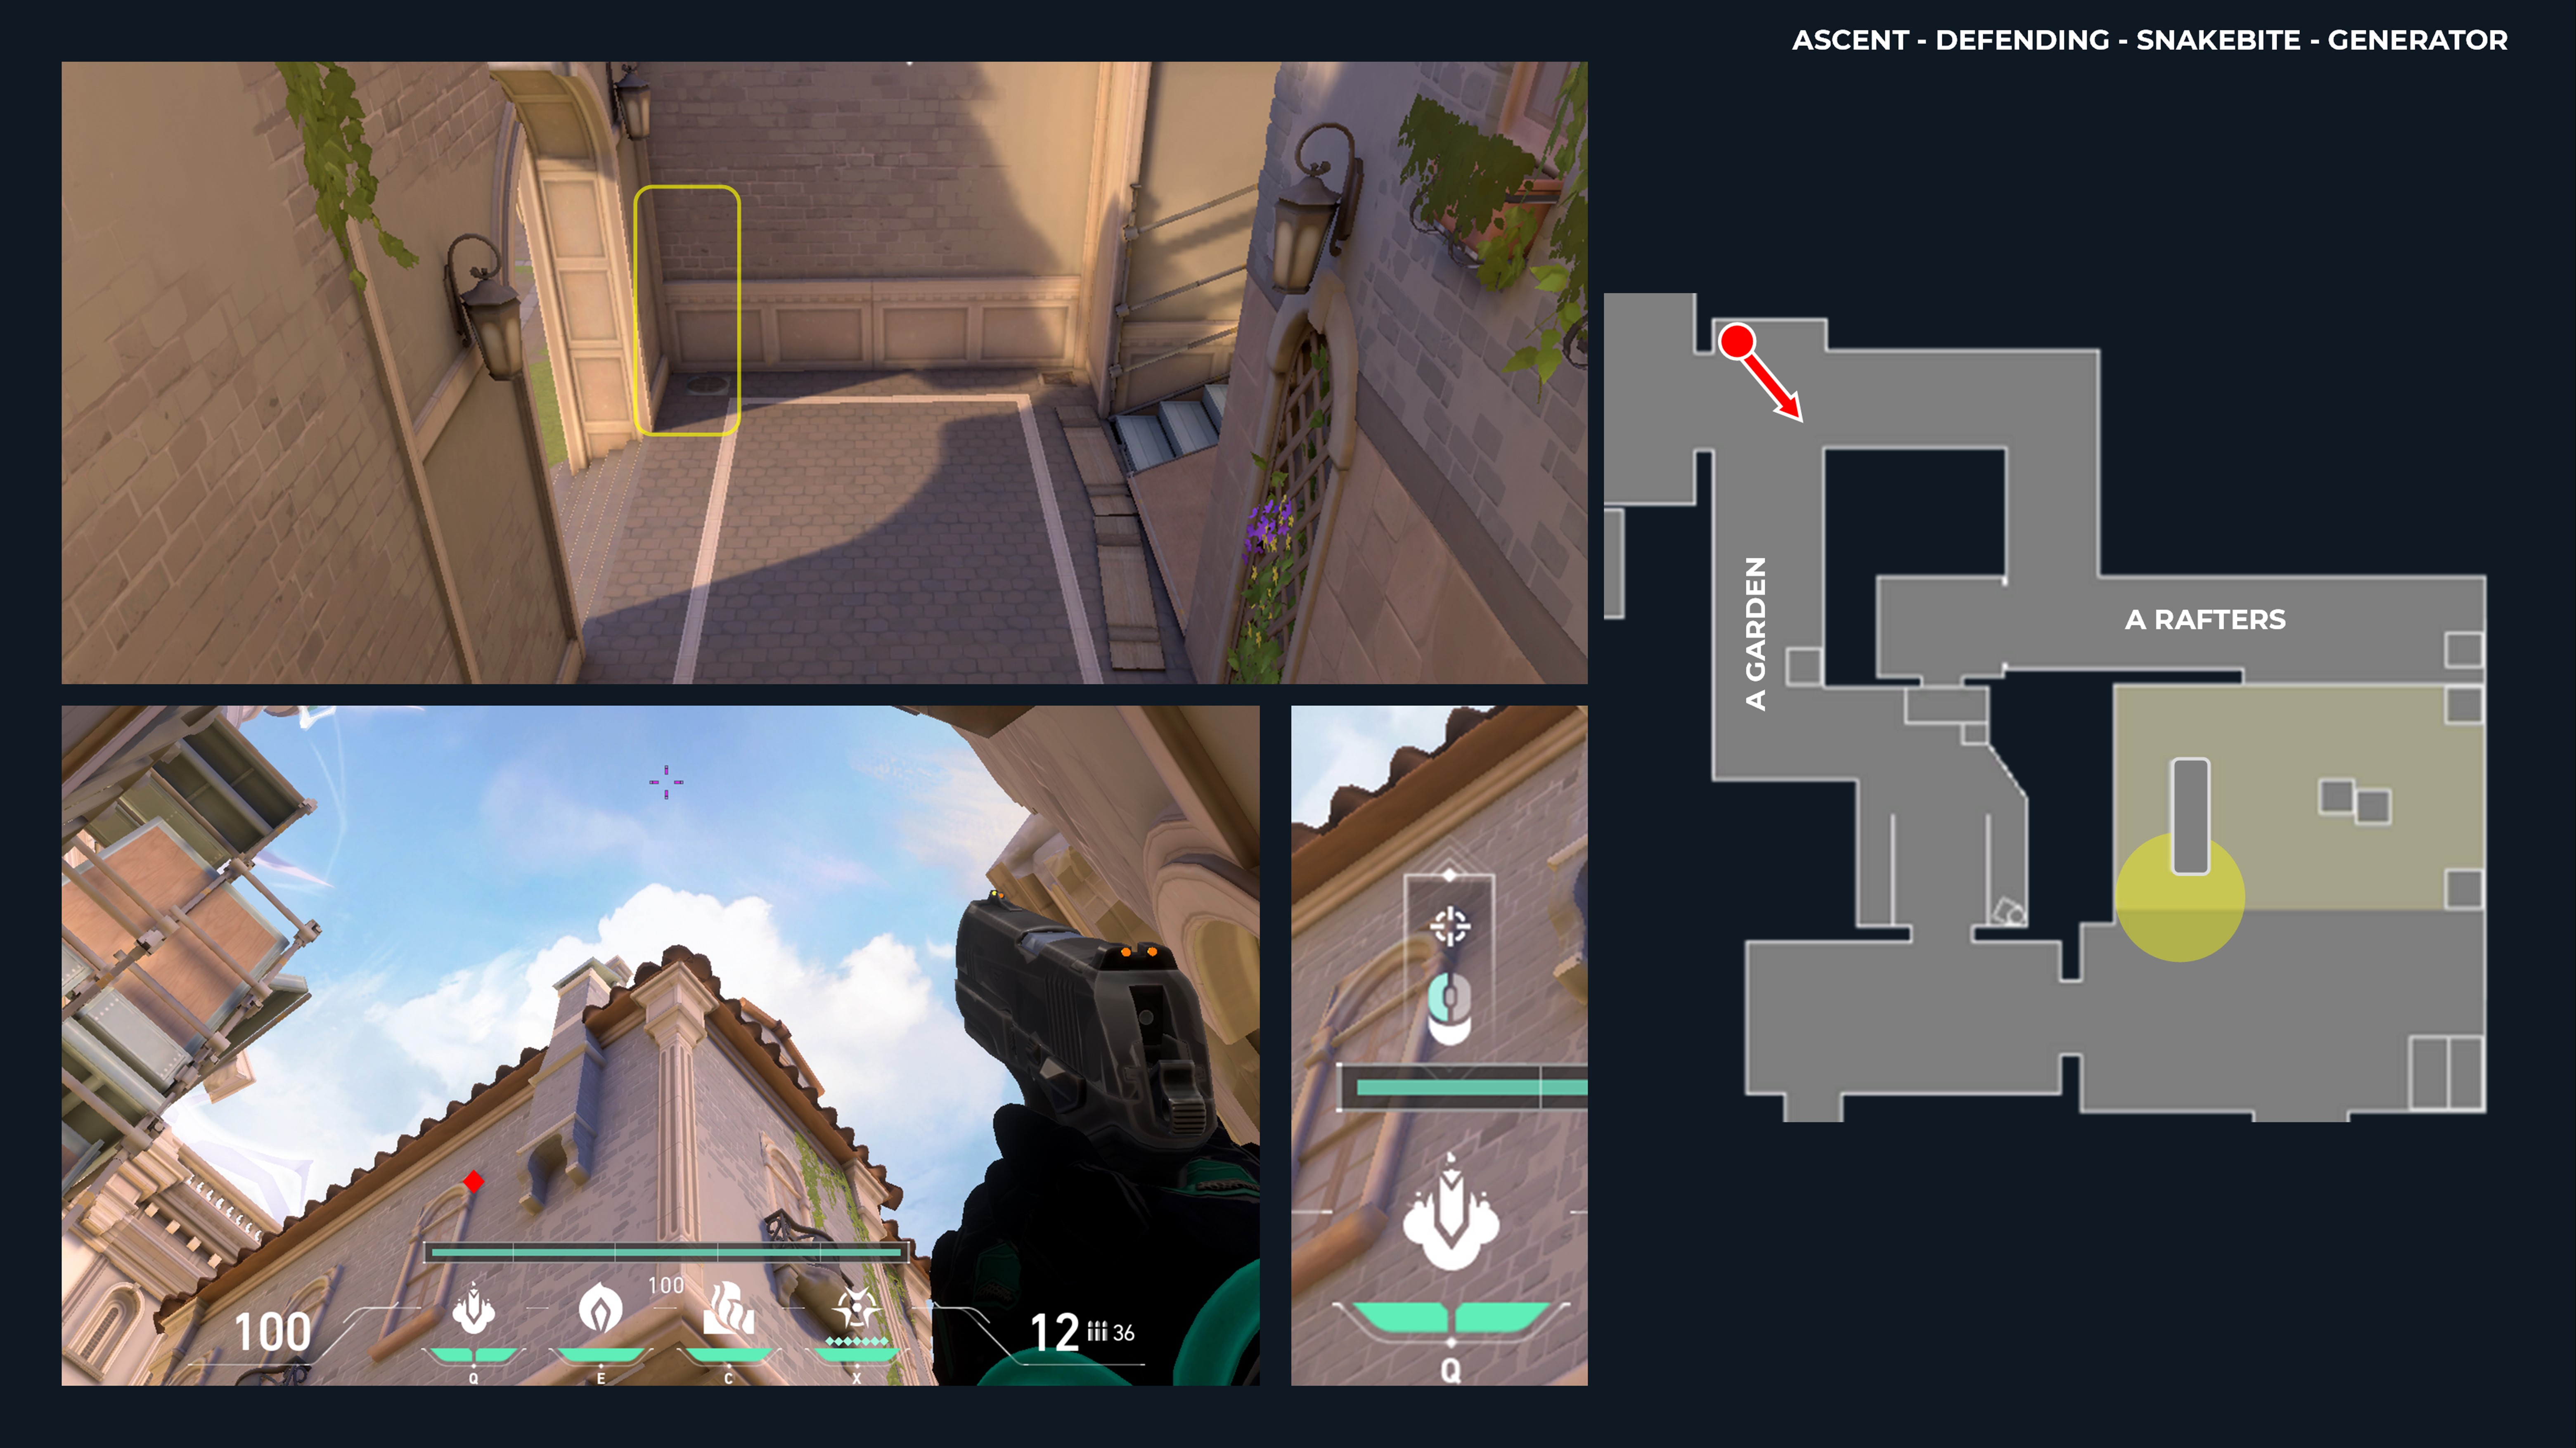 ASCENT - DEFENDING - SNAKEBITE - GENERATOR
A GARDEN
A RAFTERS
100
100
12 36
Q E C X
Q